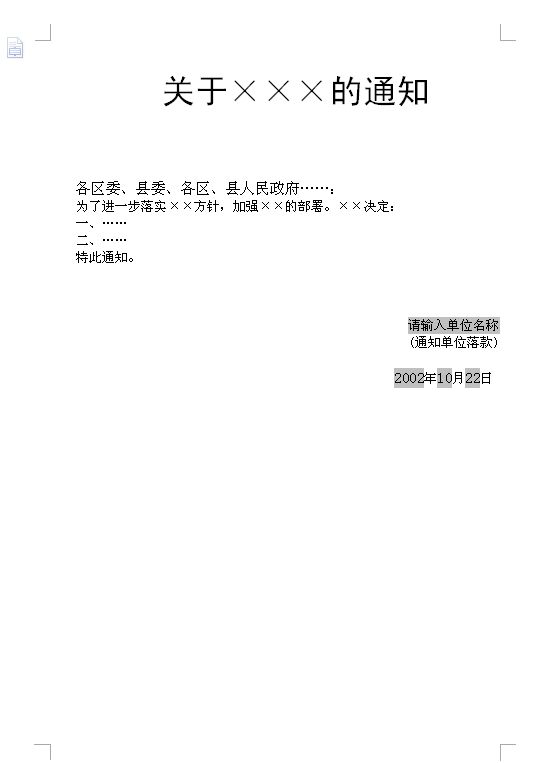 关于×××的通知
各区委、县委、各区、县人民政府……：
为了进一步落实××方针，加强××的部署。××决定：
一、……
二、……
特此通知。
请输入单位名称
(通知单位落款)
2002年10月22日